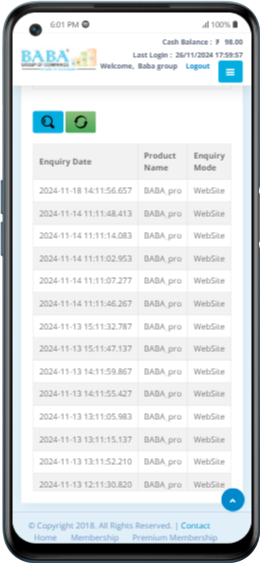 6:01 PM
100%
Cash Balance : ₹ 98.00
BABA
Last Login : 26/11/2024 17:59:57
Welcome, Baba group Logout
Enquiry Date Product Name Enquiry Mode
2024-11-18 14:11:56.657 BABA_pro WebSite
2024-11-14 11:11:48.413 BABA_pro WebSite
2024-11-14 11:11:14.083 BABA_pro WebSite
2024-11-14 11:11:02.953 BABA_pro WebSite
2024-11-14 11:11:07.277 BABA_pro WebSite
2024-11-14 11:11:46.267 BABA_pro WebSite
2024-11-13 15:11:32.787 BABA_pro WebSite
2024-11-13 15:11:47.137 BABA_pro WebSite
2024-11-13 14:11:59.867 BABA_pro WebSite
2024-11-13 14:11:55.427 BABA_pro WebSite
2024-11-13 13:11:05.983 BABA_pro WebSite
2024-11-13 13:11:15.137 BABA_pro WebSite
2024-11-13 13:11:52.210 BABA_pro WebSite
2024-11-13 12:11:30.820 BABA_pro WebSite
© Copyright 2018. All Rights Reserved. | Contact
Home Membership Premium Membership